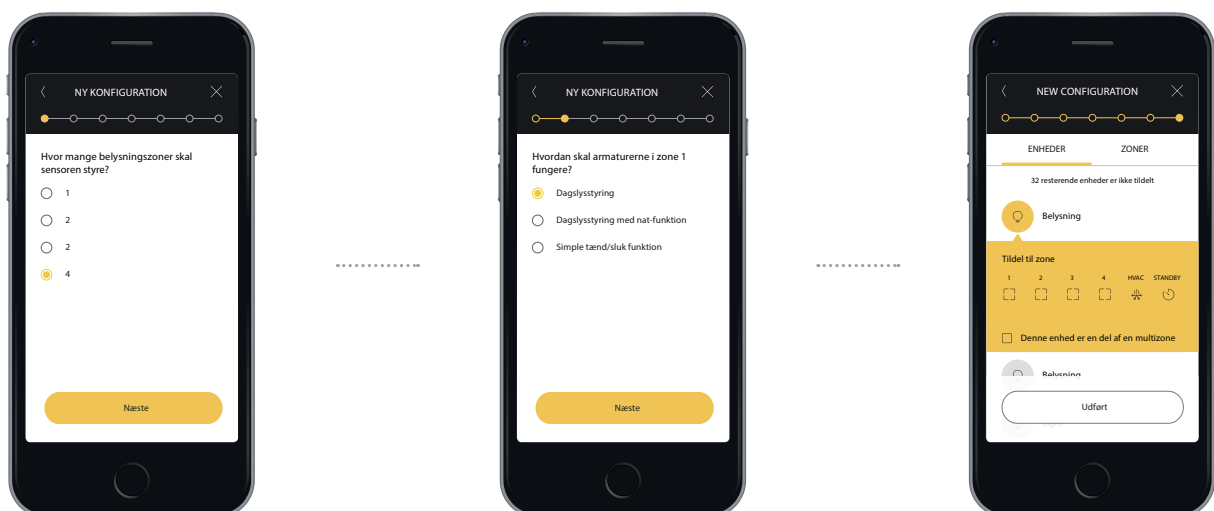 NY KONFIGURATION
Hvor mange belysningszoner skal
sensoren styre?
1
2
2
4
Næste
NY KONFIGURATION
Hvordan skal armaturerne i zone 1
fungere?
Dagslysstyring
Dagslysstyring med nat-funktion
Simple tænd/sluk funktion
Næste
NEW CONFIGURATION
ENHEDER ZONER
32 resterende enheder er ikke tildelt
Belysning
Tildel til zone
1 2 3 4 HVAC STANDBY
Denne enhed er en del af en multizone
Belysning
Udført